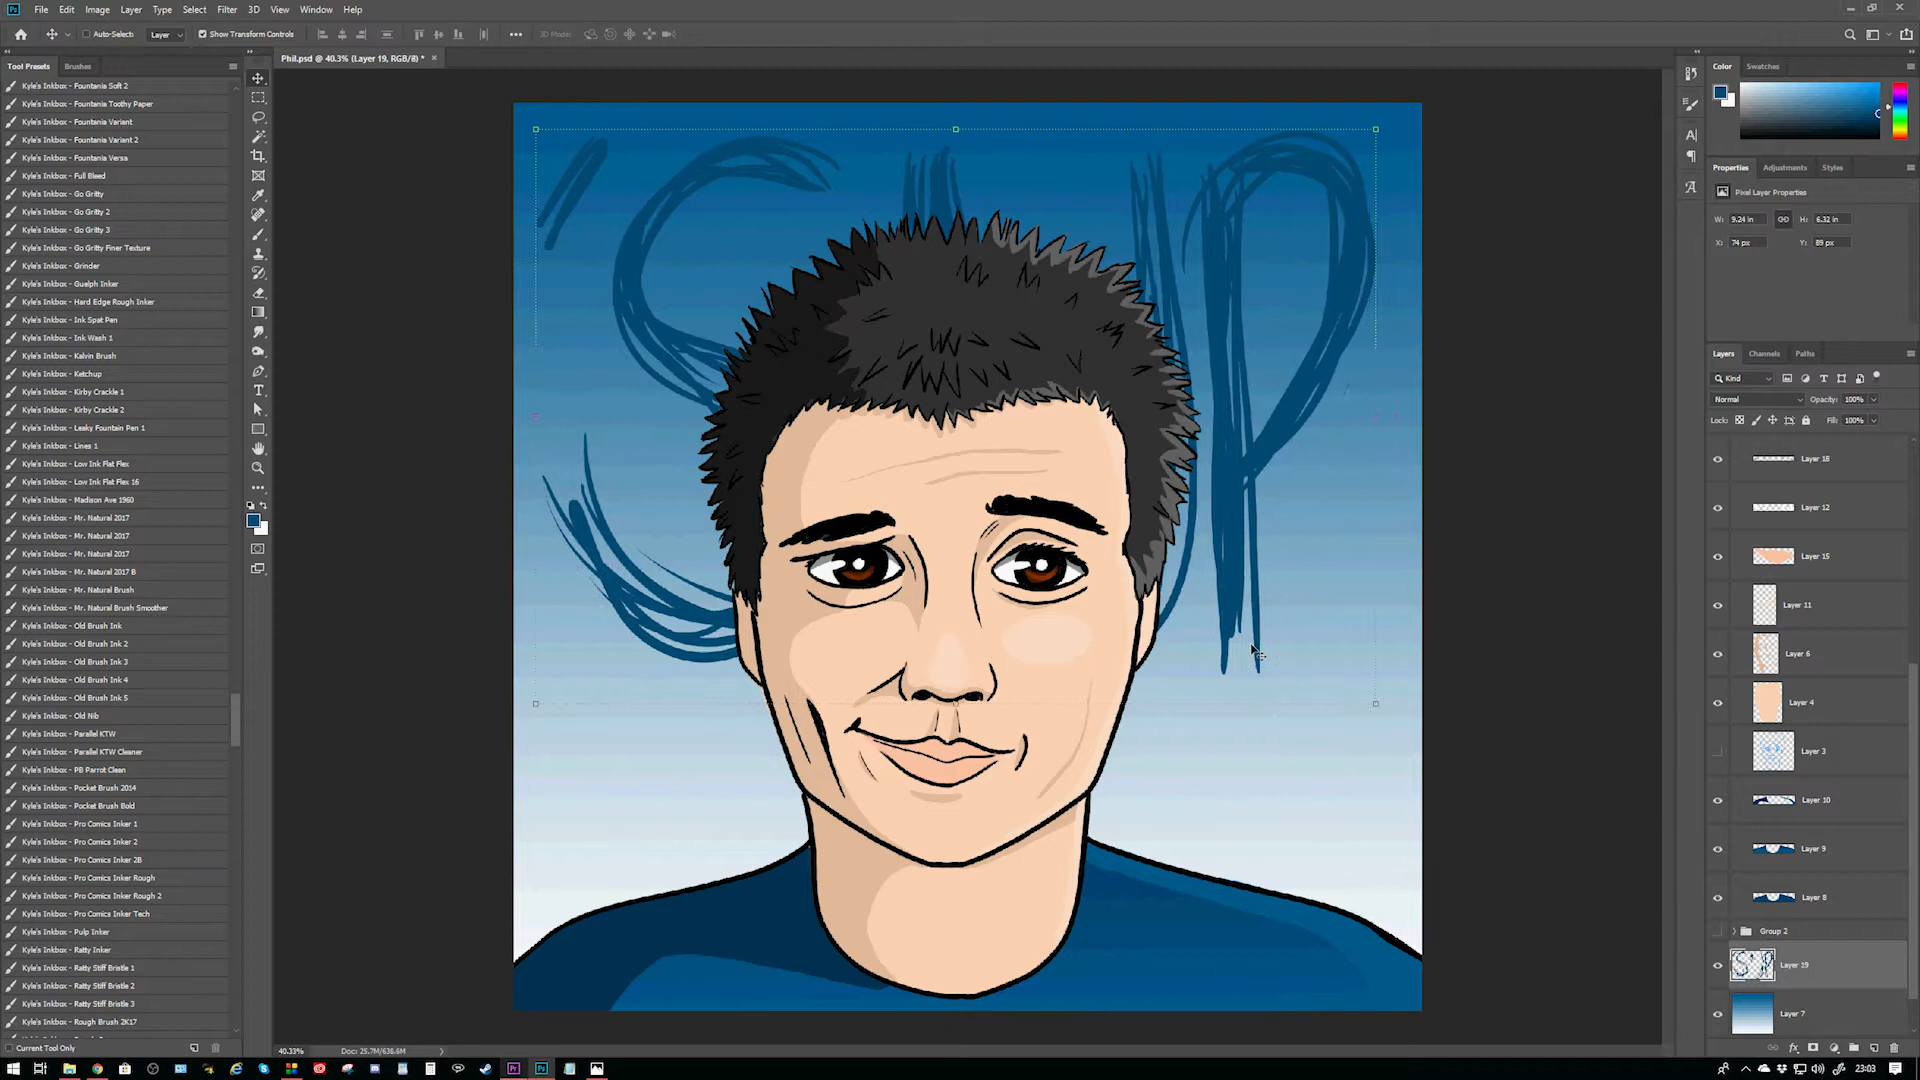 Ps File Edit Image Layer Type Select Filter 3D View Window Help
Auto-Select: Layer Show Transform Controls 3D Mode:
Phil.psd @ 40.3% (Layer 19, RGB/8) *
Tool Presets Brushes
Kyle's Inkbox - Fountania Soft 2
Kyle's Inkbox - Fountania Toothy Paper
Kyle's Inkbox - Fountania Variant
Kyle's Inkbox - Fountania Variant 2
Kyle's Inkbox - Fountania Versa
Kyle's Inkbox - Full Bleed
Kyle's Inkbox - Go Gritty
Kyle's Inkbox - Go Gritty 2
Kyle's Inkbox - Go Gritty 3
Kyle's Inkbox - Go Gritty Finer Texture
Kyle's Inkbox - Grinder
Kyle's Inkbox - Guelph Inker
Kyle's Inkbox - Hard Edge Rough Inker
Kyle's Inkbox - Ink Spat Pen
Kyle's Inkbox - Ink Wash 1
Kyle's Inkbox - Kalvin Brush
Kyle's Inkbox - Ketchup
Kyle's Inkbox - Kirby Crackle 1
Kyle's Inkbox - Kirby Crackle 2
Kyle's Inkbox - Leaky Fountain Pen 1
Kyle's Inkbox - Lines 1
Kyle's Inkbox - Low Ink Flat Flex
Kyle's Inkbox - Low Ink Flat Flex 16
Kyle's Inkbox - Madison Ave 1960
Kyle's Inkbox - Mr. Natural 2017
Kyle's Inkbox - Mr. Natural 2017
Kyle's Inkbox - Mr. Natural 2017
Kyle's Inkbox - Mr. Natural 2017 B
Kyle's Inkbox - Mr. Natural Brush
Kyle's Inkbox - Mr. Natural Brush Smoother
Kyle's Inkbox - Old Brush Ink
Kyle's Inkbox - Old Brush Ink 2
Kyle's Inkbox - Old Brush Ink 3
Kyle's Inkbox - Old Brush Ink 4
Kyle's Inkbox - Old Brush Ink 5
Kyle's Inkbox - Old Nib
Kyle's Inkbox - Parallel KTW
Kyle's Inkbox - Parallel KTW Cleaner
Kyle's Inkbox - PB Parrot Clean
Kyle's Inkbox - Pocket Brush 2014
Kyle's Inkbox - Pocket Brush Bold
Kyle's Inkbox - Pro Comics Inker 1
Kyle's Inkbox - Pro Comics Inker 2
Kyle's Inkbox - Pro Comics Inker 2B
Kyle's Inkbox - Pro Comics Inker Rough
Kyle's Inkbox - Pro Comics Inker Rough 2
Kyle's Inkbox - Pro Comics Inker Tech
Kyle's Inkbox - Pulp Inker
Kyle's Inkbox - Ratty Inker
Kyle's Inkbox - Ratty Stiff Bristle 1
Kyle's Inkbox - Ratty Stiff Bristle 2
Kyle's Inkbox - Ratty Stiff Bristle 3
Kyle's Inkbox - Rough Brush 2K17
Current Tool Only
40.33% Doc: 25.7M/638.6M
Color Swatches
Properties Adjustments Styles
Pixel Layer Properties
W: 9.24 in H: 6.32 in
X: 74 px Y: 89 px
Layers Channels Paths
Kind
Normal Opacity: 100%
Lock: Fill: 100%
Layer 18
Layer 12
Layer 15
Layer 11
Layer 6
Layer 4
Layer 3
Layer 10
Layer 9
Layer 8
Group 2
Layer 19
Layer 7
23:03